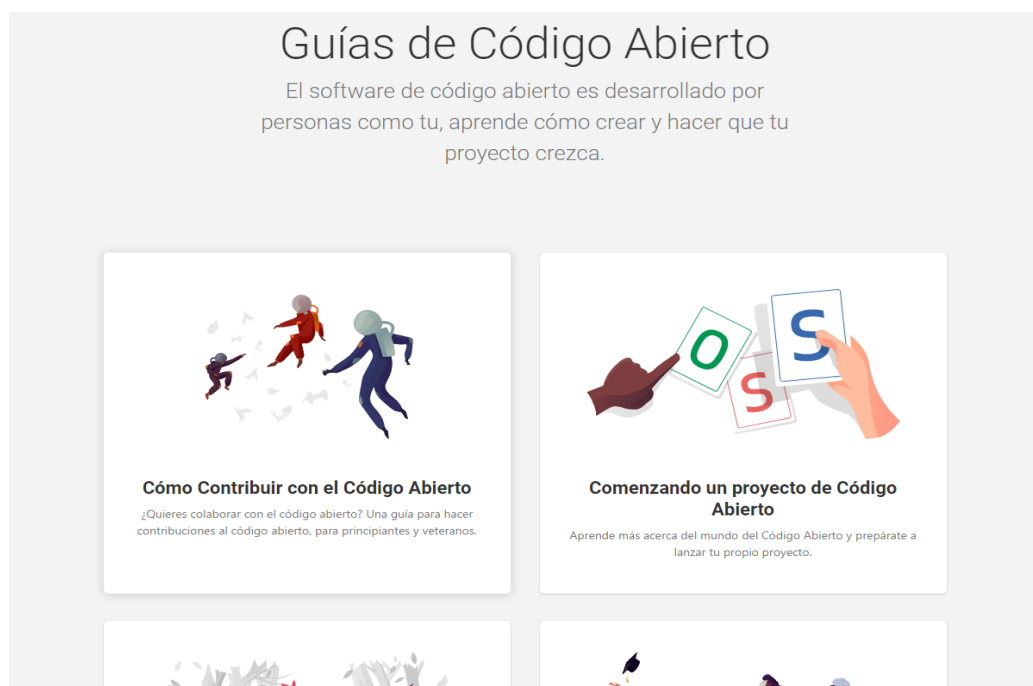 Guías de Código Abierto
El software de código abierto es desarrollado por
personas como tu, aprende cómo crear y hacer que tu
proyecto crezca.
O
S
S
Cómo Contribuir con el Código Abierto
¿Quieres colaborar con el código abierto? Una guía para hacer
contribuciones al código abierto, para principiantes y veteranos.
Comenzando un proyecto de Código
Abierto
Aprende más acerca del mundo del Código Abierto y prepárate a
lanzar tu propio proyecto.